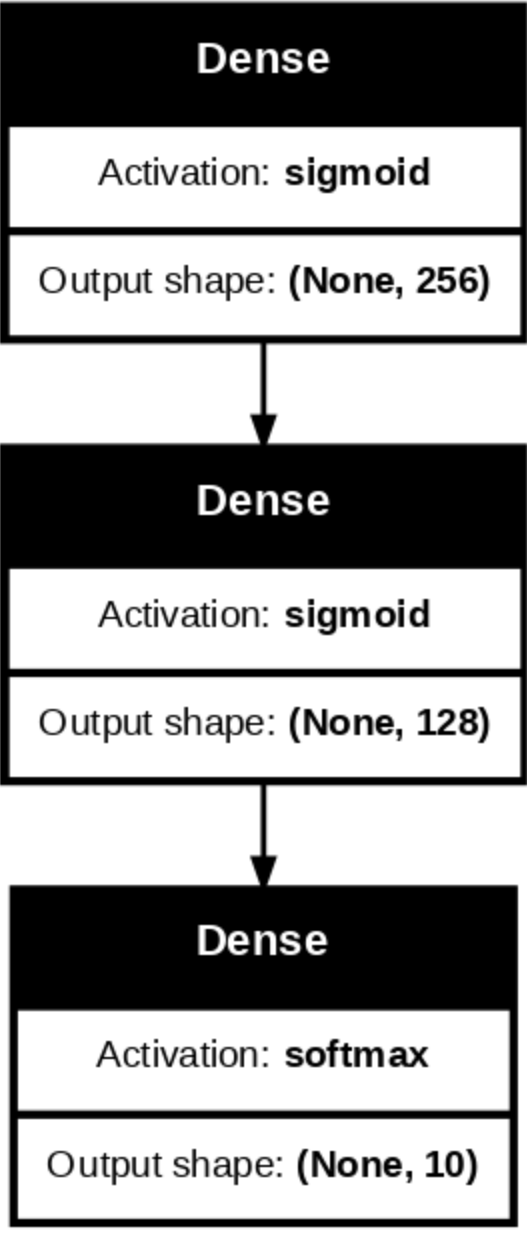 Dense
Activation: sigmoid
Output shape: (None, 256)
Dense
Activation: sigmoid
Output shape: (None, 128)
Dense
Activation: softmax
Output shape: (None, 10)